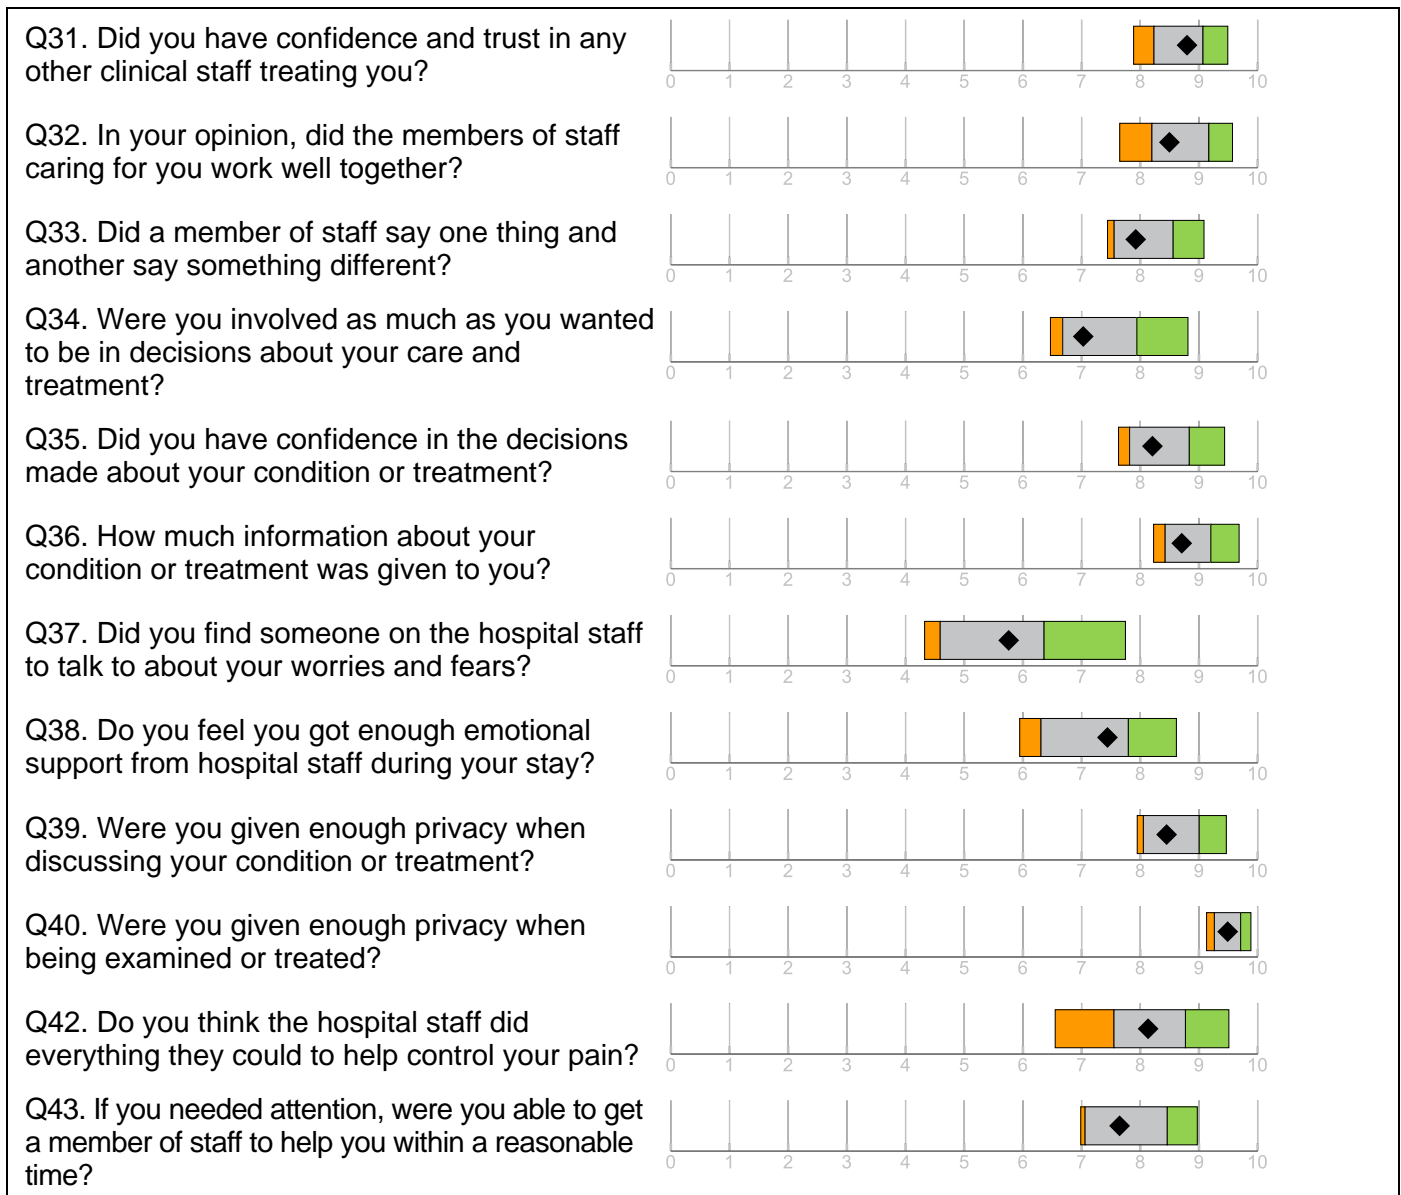 Q31. Did you have confidence and trust in any
other clinical staff treating you?
0 1 2 3 4 5 6 7 8 9 10
Q32. In your opinion, did the members of staff
caring for you work well together?
0 1 2 3 4 5 6 7 8 9 10
Q33. Did a member of staff say one thing and
another say something different?
0 1 2 3 4 5 6 7 8 9 10
Q34. Were you involved as much as you wanted
to be in decisions about your care and
treatment?
0 1 2 3 4 5 6 7 8 9 10
Q35. Did you have confidence in the decisions
made about your condition or treatment?
0 1 2 3 4 5 6 7 8 9 10
Q36. How much information about your
condition or treatment was given to you?
0 1 2 3 4 5 6 7 8 9 10
Q37. Did you find someone on the hospital staff
to talk to about your worries and fears?
0 1 2 3 4 5 6 7 8 9 10
Q38. Do you feel you got enough emotional
support from hospital staff during your stay?
0 1 2 3 4 5 6 7 8 9 10
Q39. Were you given enough privacy when
discussing your condition or treatment?
0 1 2 3 4 5 6 7 8 9 10
Q40. Were you given enough privacy when
being examined or treated?
0 1 2 3 4 5 6 7 8 9 10
Q42. Do you think the hospital staff did
everything they could to help control your pain?
0 1 2 3 4 5 6 7 8 9 10
Q43. If you needed attention, were you able to get
a member of staff to help you within a reasonable
time?
0 1 2 3 4 5 6 7 8 9 10